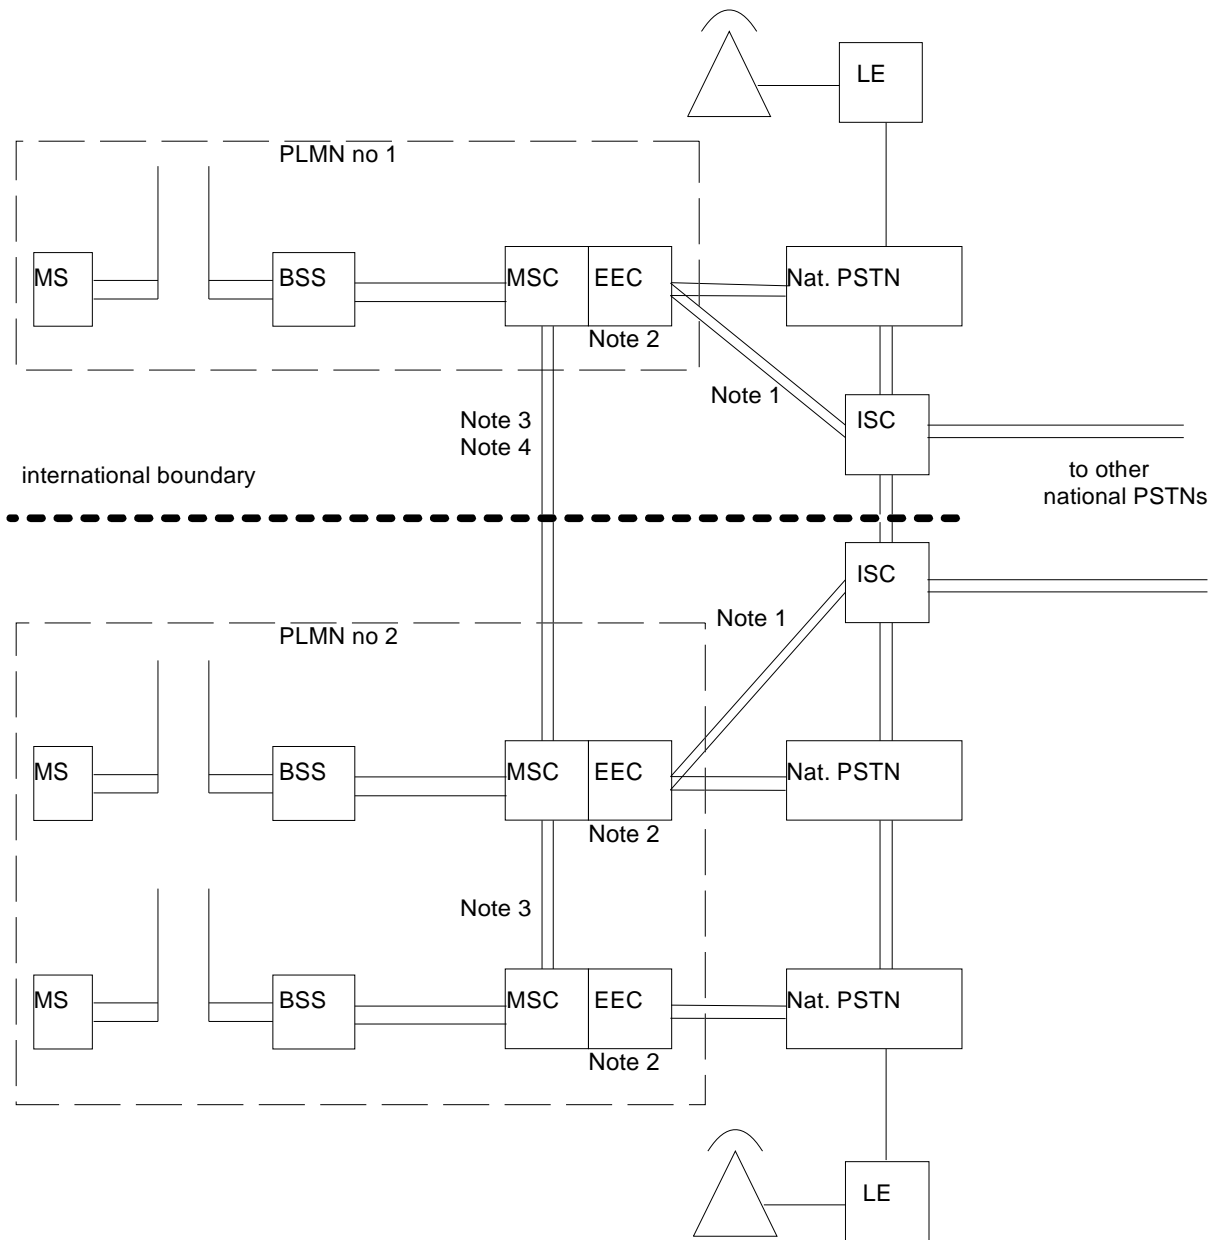 LE
PLMN no 1
MS
BSS
MSC
EEC
Nat. PSTN
Note 2
Note 1
Note 3
Note 4
ISC
international boundary
to other
national PSTNs
ISC
Note 1
PLMN no 2
MS
BSS
MSC
EEC
Nat. PSTN
Note 2
Note 3
MS
BSS
MSC
EEC
Nat. PSTN
Note 2
LE